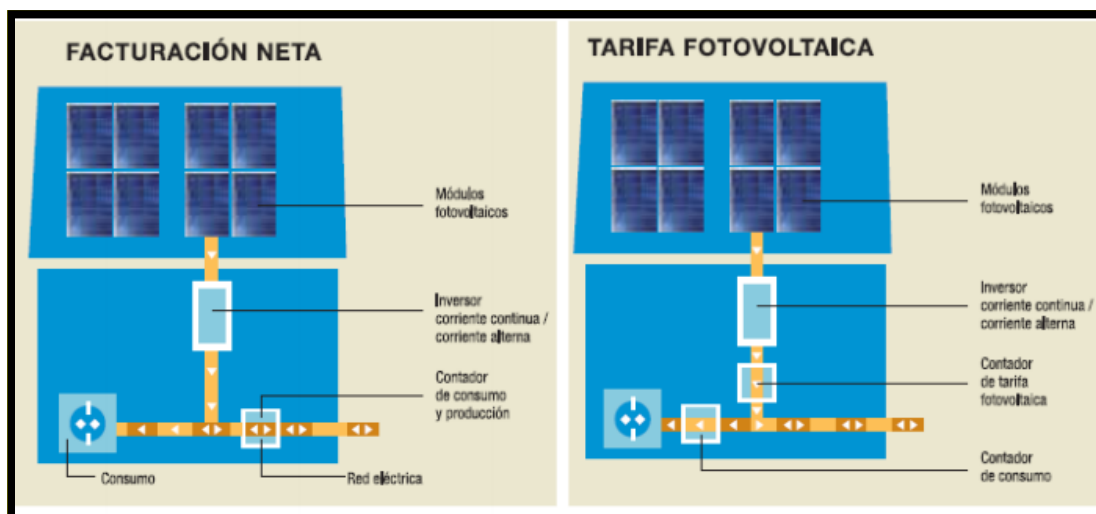 FACTURACIÓN NETA
Módulos
fotovoltaicos
Inversor
corriente continua /
corriente alterna
Contador
de consumo
y producción
Consumo
Red eléctrica
TARIFA FOTOVOLTAICA
Módulos
fotovoltaicos
Inversor
corriente continua /
corriente alterna
Contador
de tarifa
fotovoltaica
Contador
de consumo